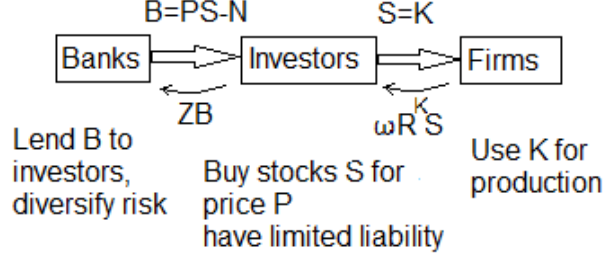 B=PS-N
S=K
Banks
Investors
Firms
ZB
ωR^K S
Lend B to
investors,
diversify risk
Buy stocks S for
price P
have limited liability
Use K for
production